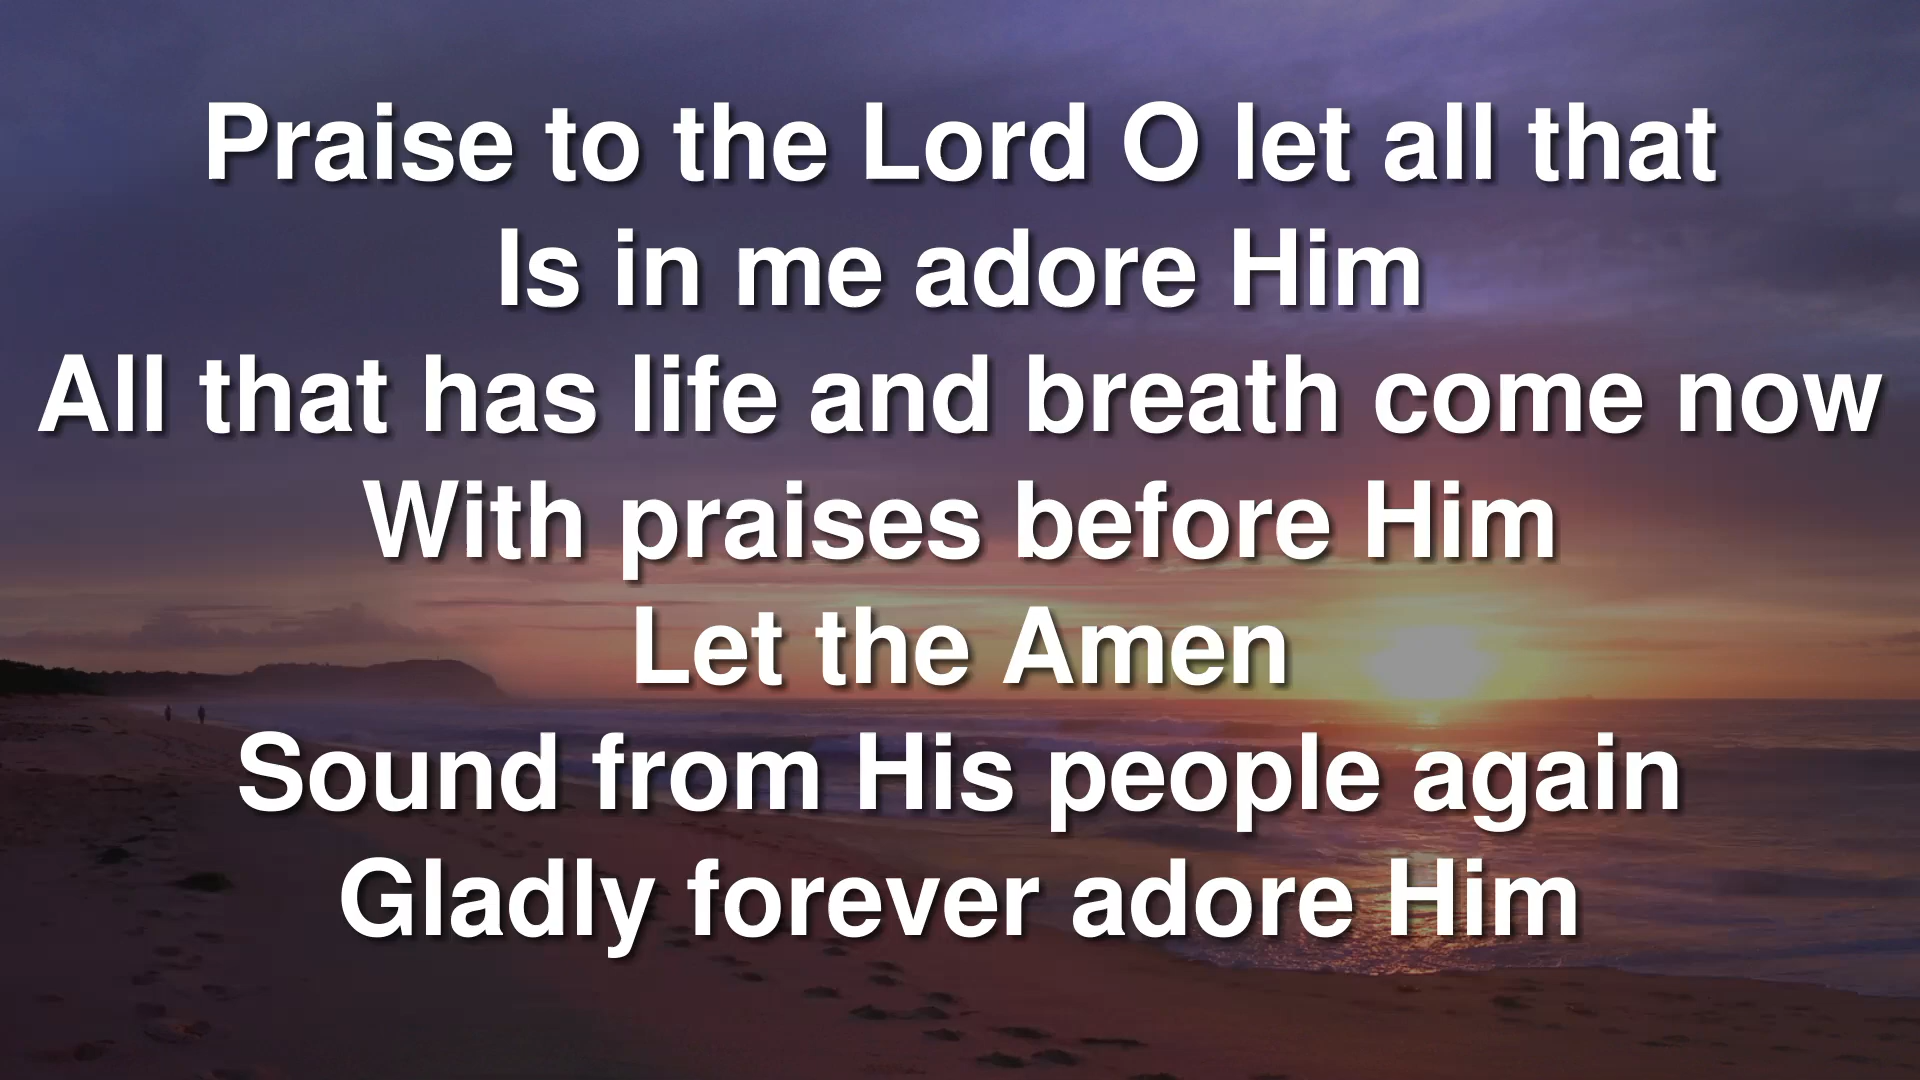 Praise to the Lord O let all that
Is in me adore Him
All that has life and breath come now
With praises before Him
Let the Amen
Sound from His people again
Gladly forever adore Him